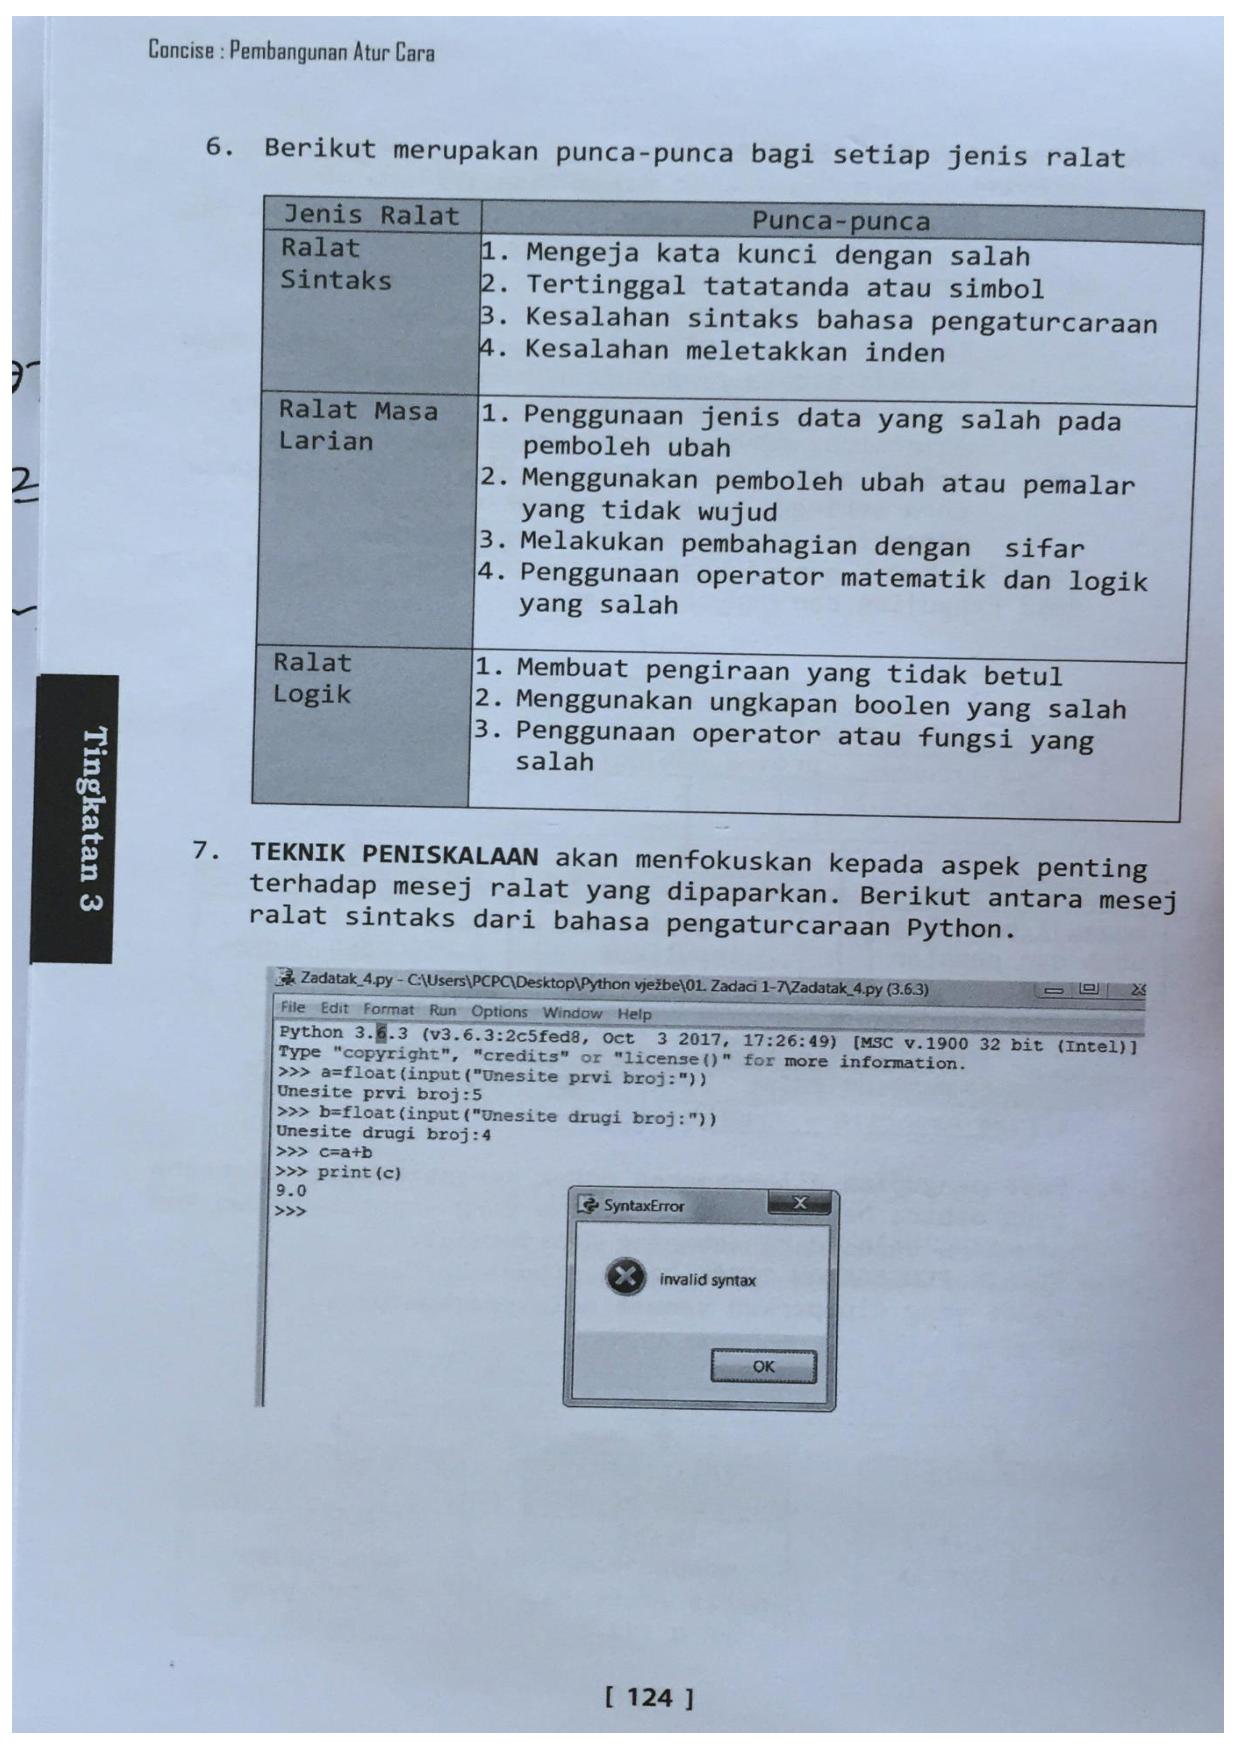 Concise : Pembangunan Atur Cara
6. Berikut merupakan punca-punca bagi setiap jenis ralat
Jenis Ralat
Punca-punca
Ralat
Sintaks
1. Mengeja kata kunci dengan salah
2. Tertinggal tatatanda atau simbol
3. Kesalahan sintaks bahasa pengaturcaraan
4. Kesalahan meletakkan inden
Ralat Masa
Larian
1. Penggunaan jenis data yang salah pada
pemboleh ubah
2. Menggunakan pemboleh ubah atau pemalar
yang tidak wujud
3. Melakukan pembahagian dengan sifar
4. Penggunaan operator matematik dan logik
yang salah
Ralat
Logik
1. Membuat pengiraan yang tidak betul
2. Menggunakan ungkapan boolen yang salah
3. Penggunaan operator atau fungsi yang
salah
Tingkatan 3
7. TEKNIK PENISKALAAN akan menfokuskan kepada aspek penting
terhadap mesej ralat yang dipaparkan. Berikut antara mesej
ralat sintaks dari bahasa pengaturcaraan Python.
Zadatak_4.py - C:\Users\PCPC\Desktop\Python vježbe\01. Zadaci 1-7\Zadatak_4.py (3.6.3)
File Edit Format Run Options Window Help
Python 3.6.3 (v3.6.3:2c5fed8, Oct 3 2017, 17:26:49) [MSC v.1900 32 bit (Intel)]
Type "copyright", "credits" or "license()" for more information.
>>> a=float(input("Unesite prvi broj:"))
Unesite prvi broj:5
>>> b=float(input("Unesite drugi broj:"))
Unesite drugi broj:4
>>> c=a+b
>>> print(c)
9.0
>>>
SyntaxError
invalid syntax
OK
[ 124 ]